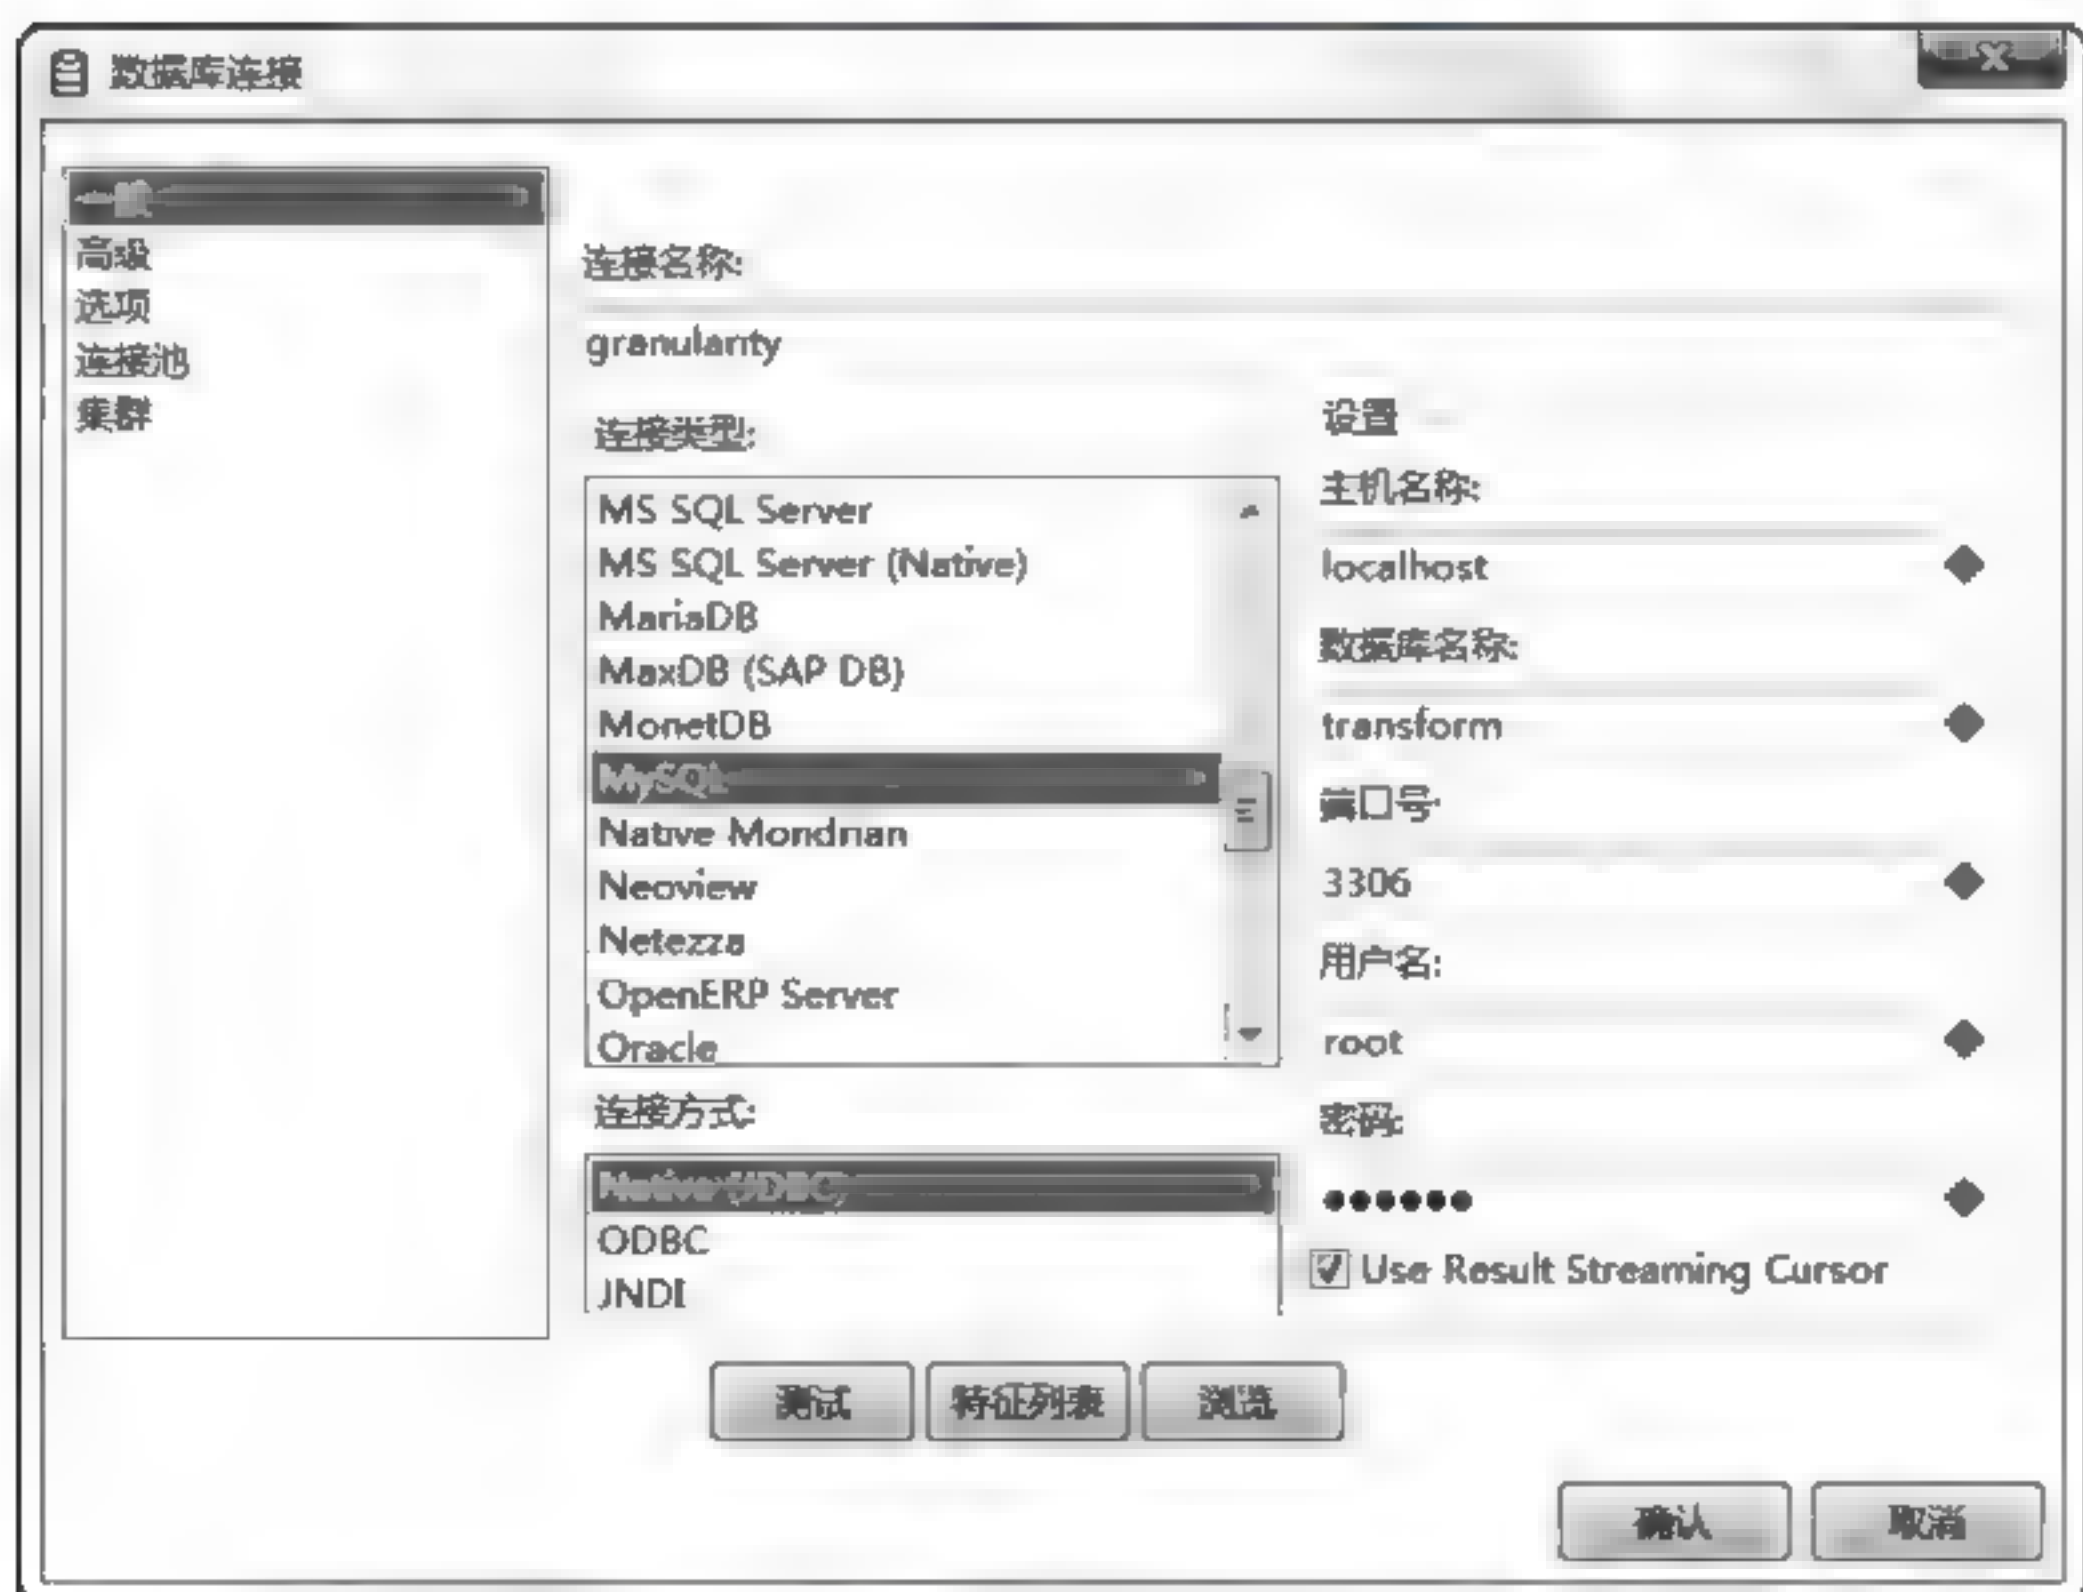 数据库连接
一般
高级
选项
连接池
集群
连接名称:
granularity
连接类型:
MS SQL Server
MS SQL Server (Native)
MariaDB
MaxDB (SAP DB)
MonetDB
MySQL
Native Mondrian
Neoview
Netezza
OpenERP Server
Oracle
连接方式:
Native (JDBC)
ODBC
JNDI
设置
主机名称:
localhost
数据库名称:
transform
端口号:
3306
用户名:
root
密码:
●●●●●●
Use Result Streaming Cursor
测试 特征列表 浏览
确认 取消